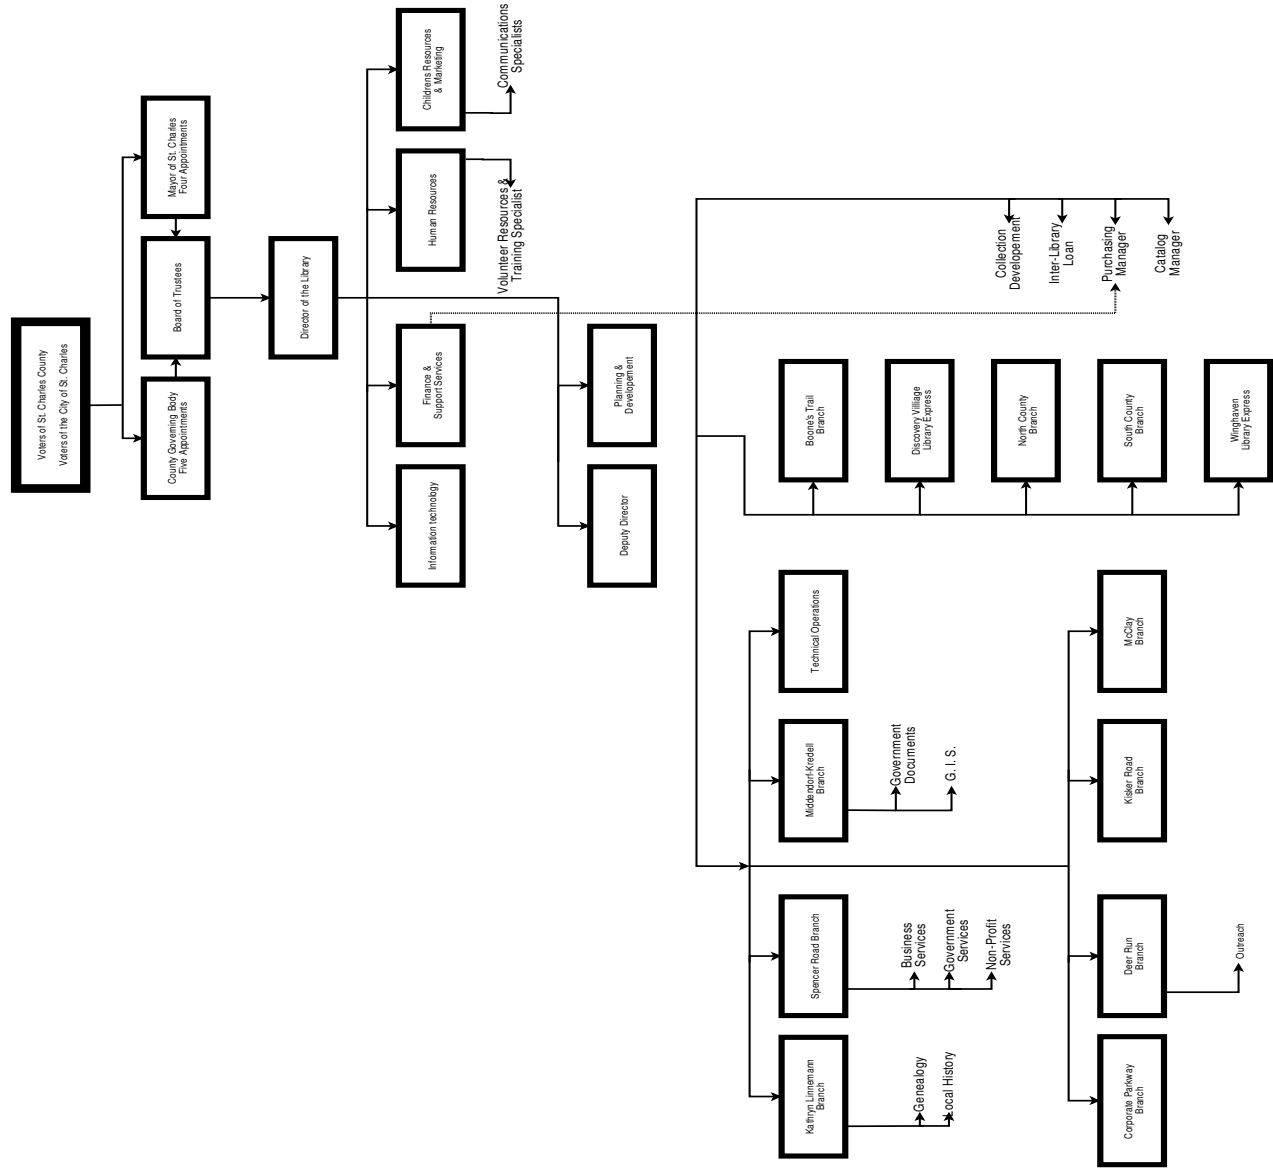 Voters of St. Charles County
Voters of the City of St. Charles
County Governing Body
Five Appointments
Board of Trustees
Mayor of St. Charles
Four Appointments
Director of the Library
Information technology
Finance &
Support Services
Human Resources
Childrens Resources
& Marketing
Volunteer Resources &
Training Specialist
Communications
Specialists
Deputy Director
Planning &
Developement
Kathryn Linnemann
Branch
Spencer Road Branch
Middendorf-Kredell
Branch
Technical Operations
Boone's Trail
Branch
Genealogy
Local History
Business
Services
Government
Services
Non-Profit
Services
Government
Documents
G. I. S.
Discovery Villiage
Library Express
North County
Branch
South County
Branch
Winghaven
Library Express
Collection
Developement
Inter-Library
Loan
Purchasing
Manager
Catalog
Manager
Corporate Parkway
Branch
Deer Run
Branch
Kisker Road
Branch
McClay
Branch
Outreach